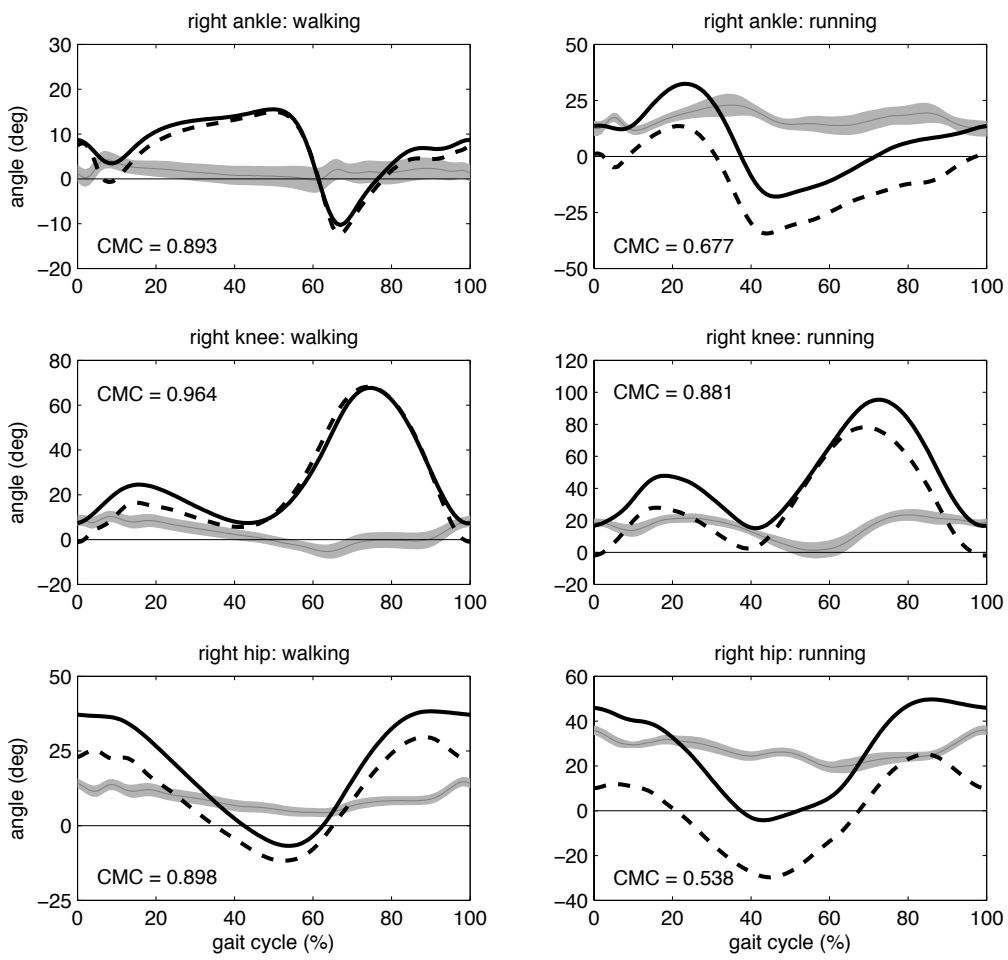 right ankle: walking
right ankle: running
30
20
10
0
−10
−20
angle (deg)
CMC = 0.893
0 20 40 60 80 100
50
25
0
−25
−50
CMC = 0.677
0 20 40 60 80 100
right knee: walking
right knee: running
80
60
40
20
0
−20
angle (deg)
CMC = 0.964
0 20 40 60 80 100
120
100
80
60
40
20
0
−20
CMC = 0.881
0 20 40 60 80 100
right hip: walking
right hip: running
50
25
0
−25
angle (deg)
CMC = 0.898
0 20 40 60 80 100
gait cycle (%)
60
40
20
0
−20
−40
CMC = 0.538
0 20 40 60 80 100
gait cycle (%)